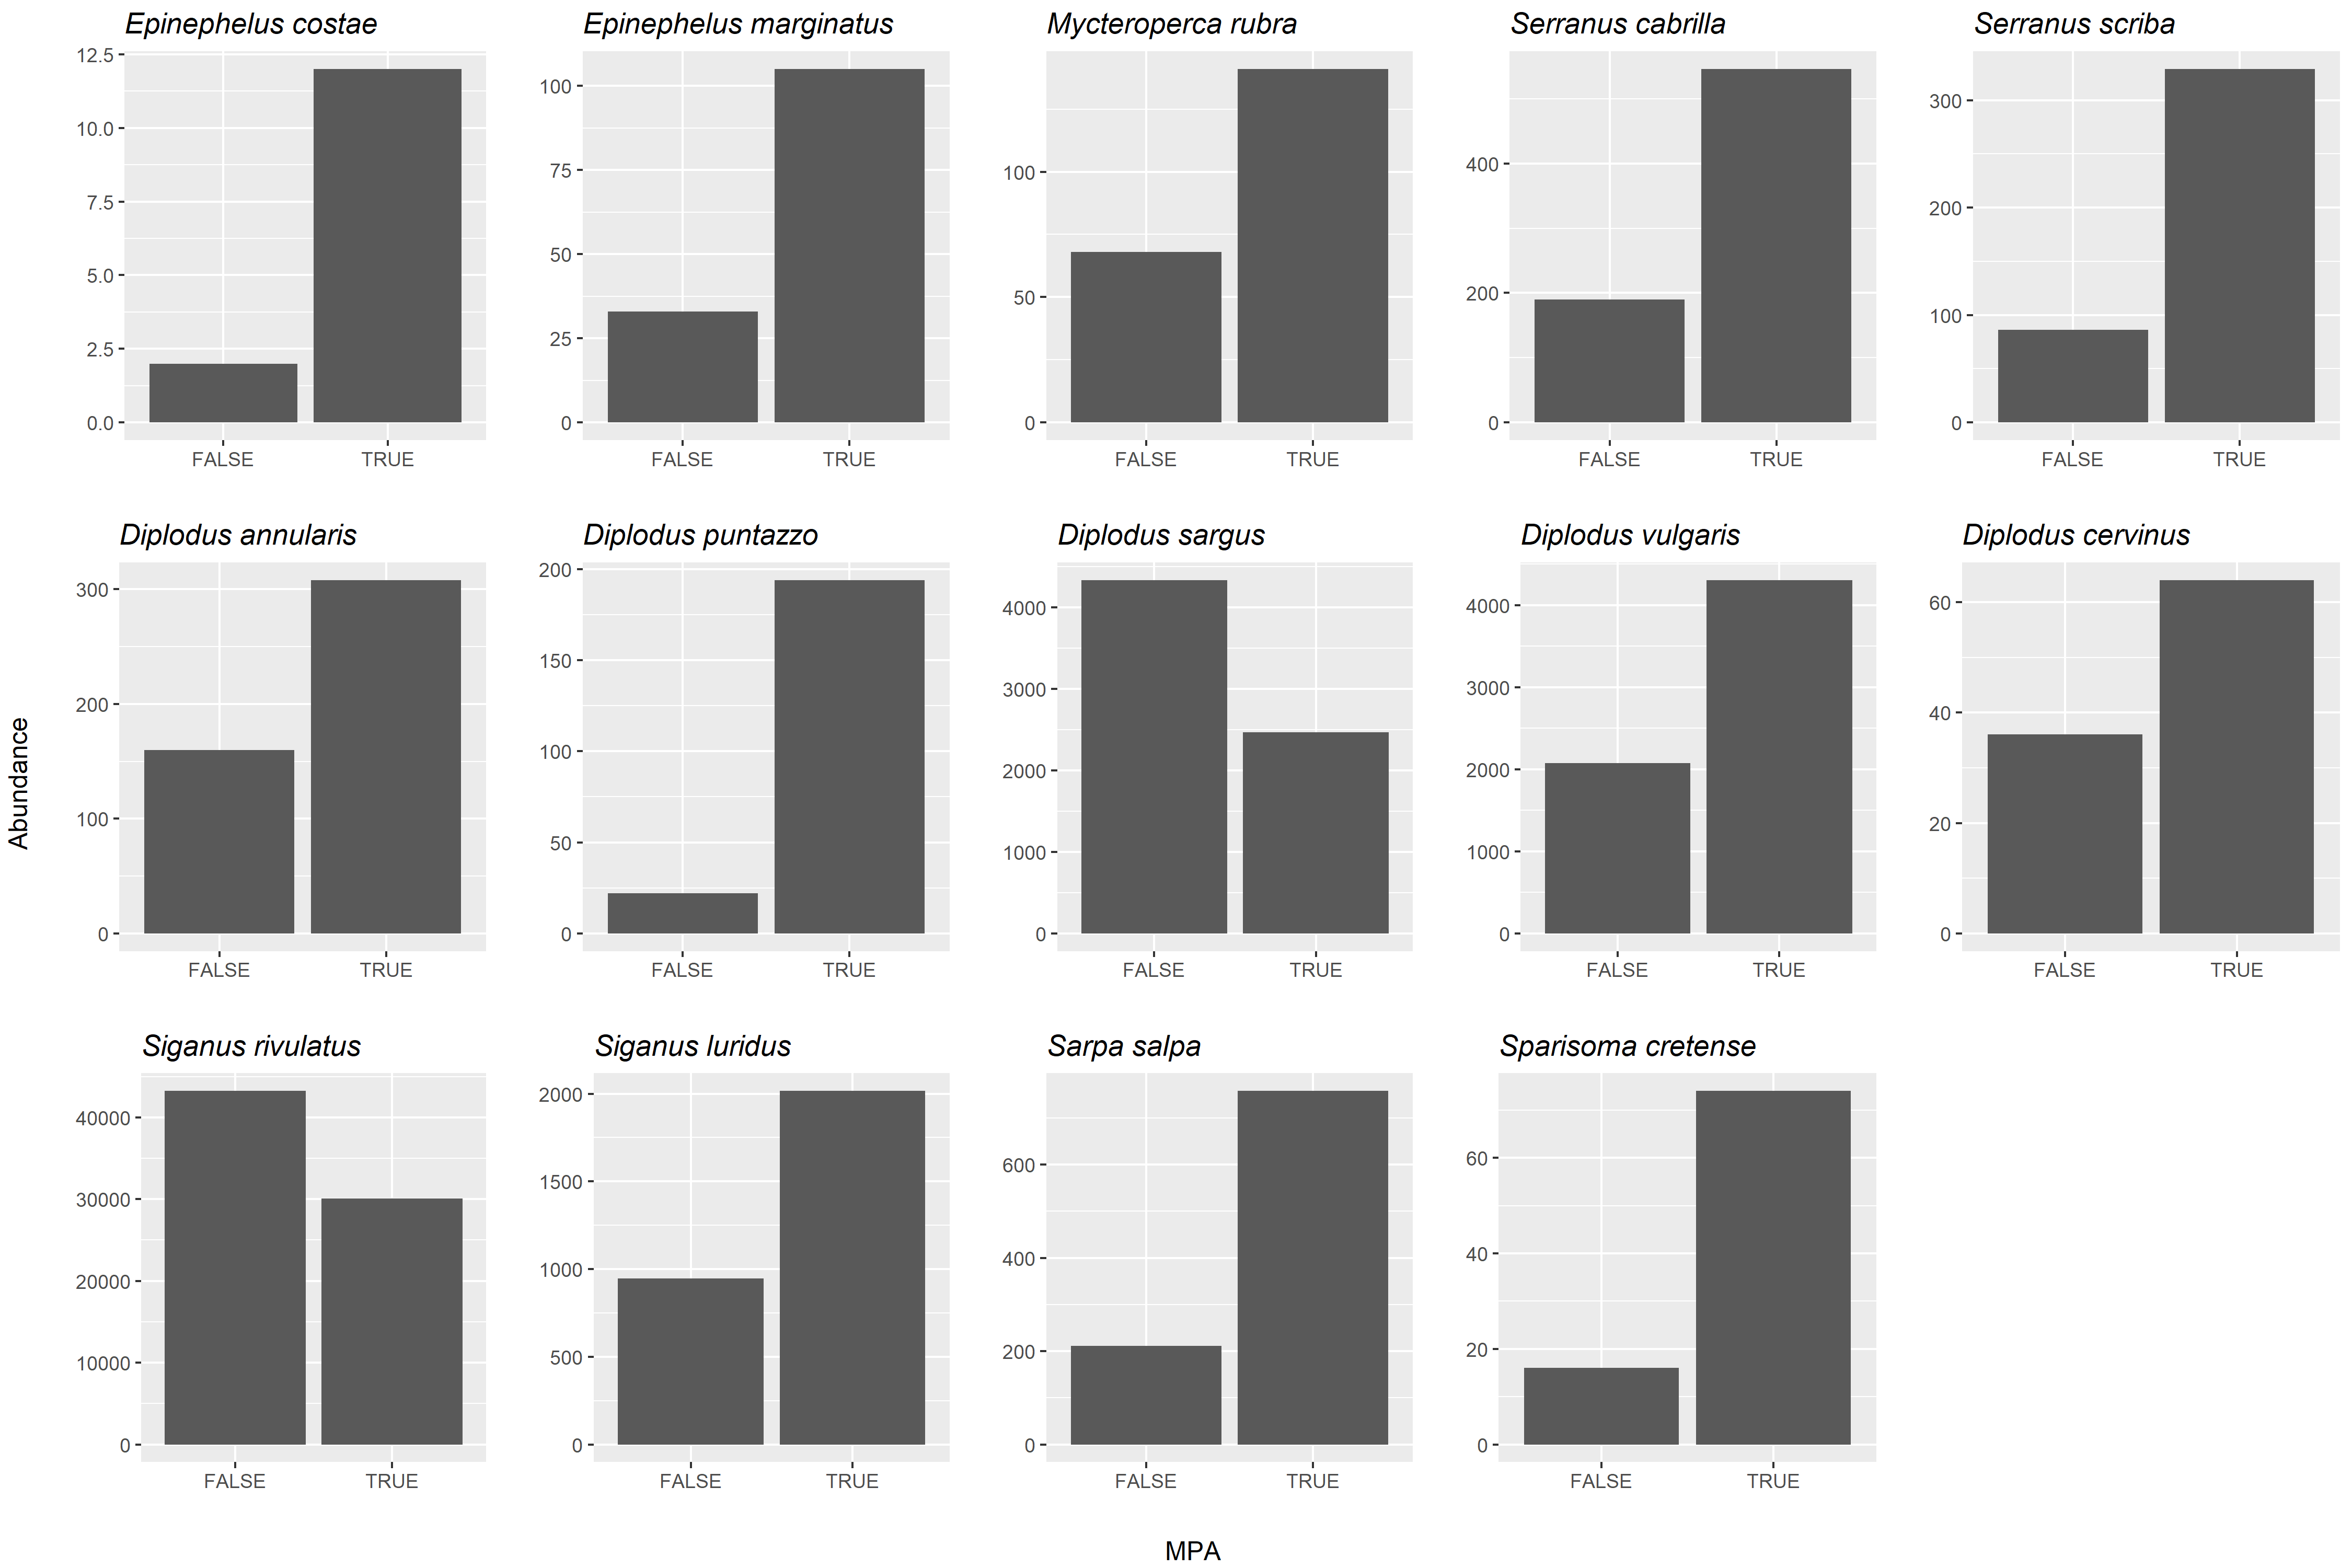 Epinephelus costae
Epinephelus marginatus
Mycteroperca rubra
Serranus cabrilla
Serranus scriba
12.5
10.0
7.5
5.0
2.5
0.0
FALSE TRUE
100
75
50
25
0
FALSE TRUE
100
50
0
FALSE TRUE
400
200
0
FALSE TRUE
300
200
100
0
FALSE TRUE
Abundance
Diplodus annularis
Diplodus puntazzo
Diplodus sargus
Diplodus vulgaris
Diplodus cervinus
300
200
100
0
FALSE TRUE
200
150
100
50
0
FALSE TRUE
4000
3000
2000
1000
0
FALSE TRUE
4000
3000
2000
1000
0
FALSE TRUE
60
40
20
0
FALSE TRUE
Siganus rivulatus
Siganus luridus
Sarpa salpa
Sparisoma cretense
40000
30000
20000
10000
0
FALSE TRUE
2000
1500
1000
500
0
FALSE TRUE
600
400
200
0
FALSE TRUE
60
40
20
0
FALSE TRUE
MPA